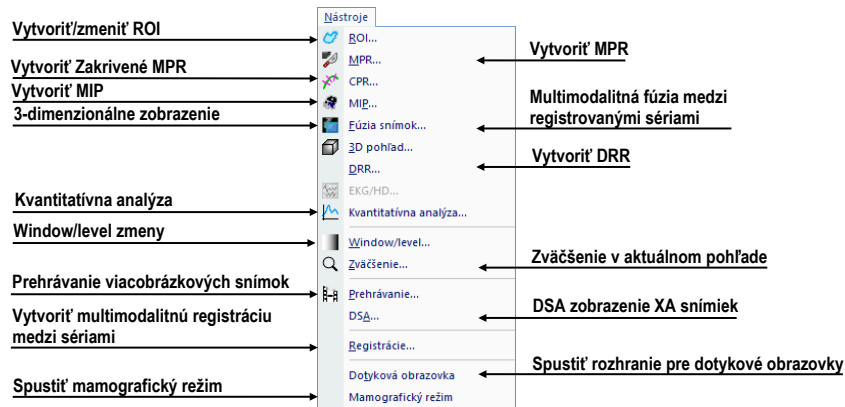 Vytvoriť/zmeniť ROI
Vytvoriť Zakrivené MPR
Vytvoriť MIP
3-dimenzionálne zobrazenie
Kvantitatívna analýza
Window/level zmeny
Prehrávanie viacobrázkových snímok
Vytvoriť multimodalitnú registráciu
medzi sériami
Spustiť mamografický režim
Nástroje
ROI...
MPR...
CPR...
MIP...
Fúzia snímok...
3D pohľad...
DRR...
EKG/HD...
Kvantitatívna analýza...
Window/level...
Zväčšenie...
Prehrávanie...
DSA...
Registrácie...
Dotyková obrazovka
Mamografický režim
Vytvoriť MPR
Multimodalitná fúzia medzi
registrovanými sériami
Vytvoriť DRR
Zväčšenie v aktuálnom pohľade
DSA zobrazenie XA snímiek
Spustiť rozhranie pre dotykové obrazovky